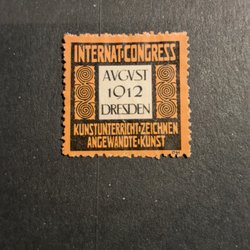 INTERNAT·CONGRESS
AVGVST
1912
DRESDEN
KUNSTUNTERRICHT·ZEICHNEN
ANGEWANDTE·KUNST